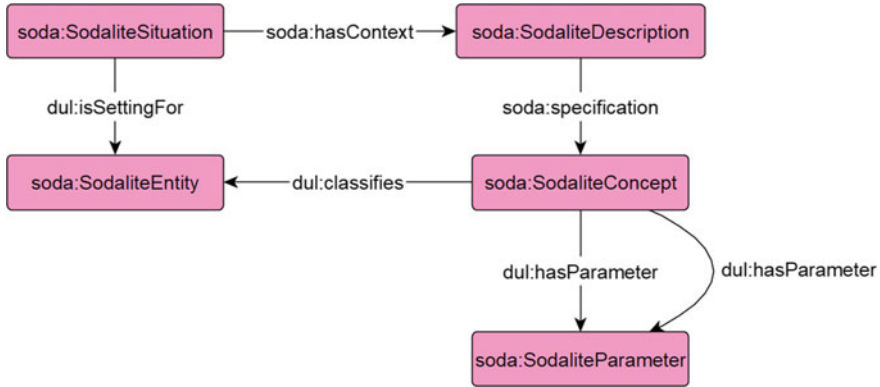 soda:SodaliteSituation
soda:hasContext
soda:SodaliteDescription
dul:isSettingFor
soda:specification
soda:SodaliteEntity
dul:classifies
soda:SodaliteConcept
dul:hasParameter
dul:hasParameter
soda:SodaliteParameter